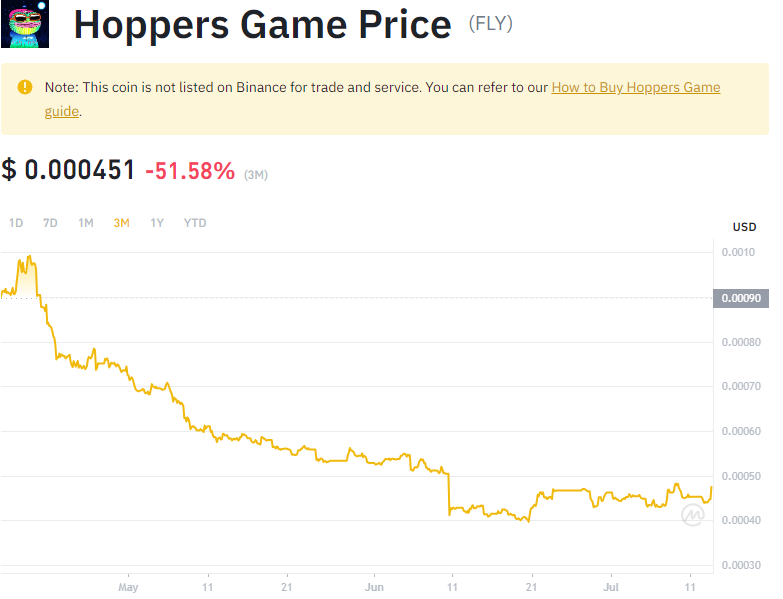 Hoppers Game Price (FLY)
Note: This coin is not listed on Binance for trade and service. You can refer to our How to Buy Hoppers Game
guide.
$ 0.000451 -51.58% (3M)
1D 7D 1M 3M 1Y YTD
USD
0.0010
0.00090
0.00080
0.00070
0.00060
0.00050
0.00040
0.00030
May 11 21 Jun 11 21 Jul 11